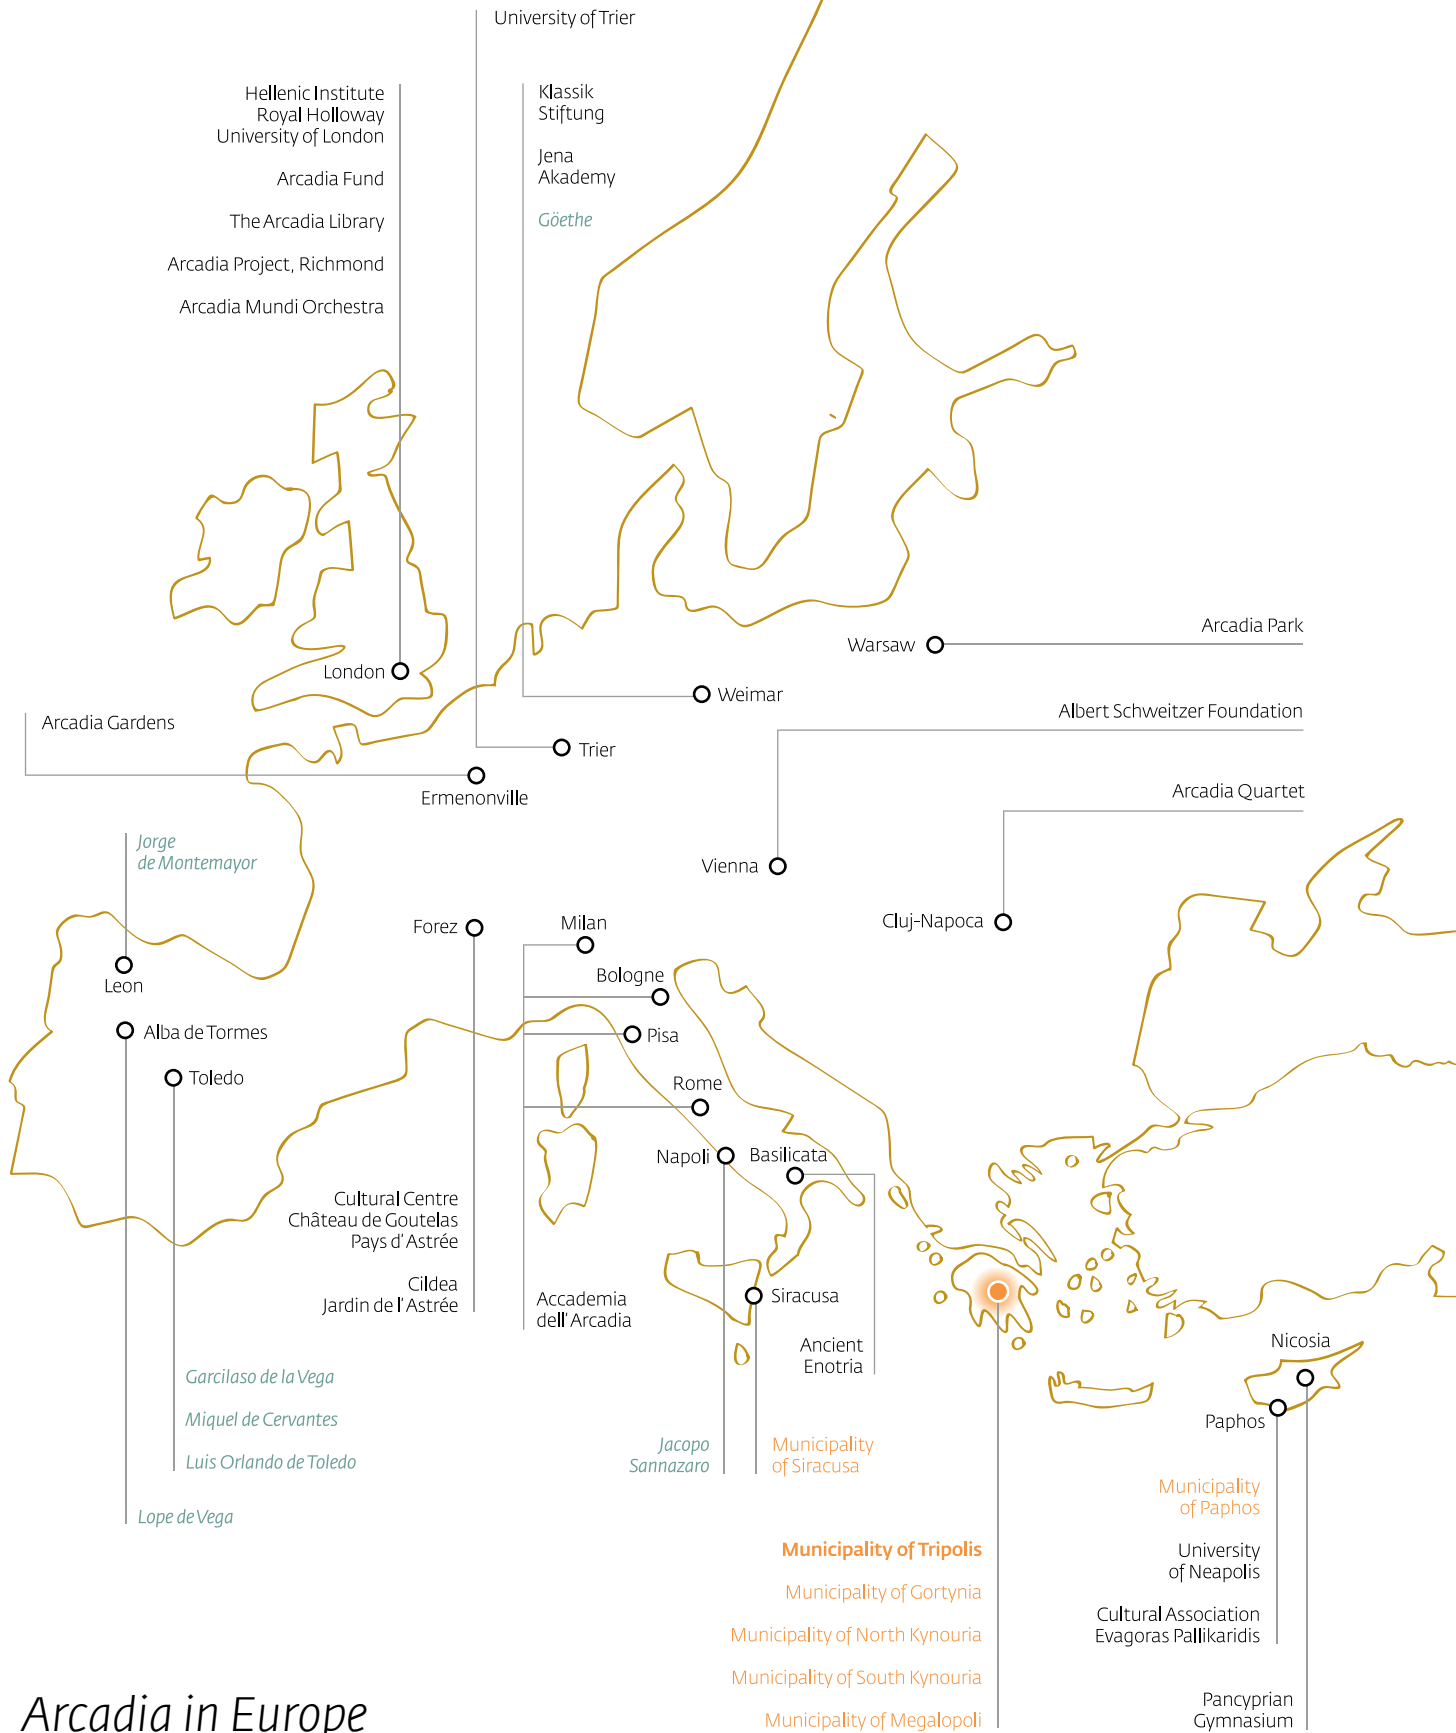 University of Trier
Hellenic Institute
Royal Holloway
University of London
Arcadia Fund
The Arcadia Library
Arcadia Project, Richmond
Arcadia Mundi Orchestra
Klassik
Stiftung
Jena
Akademy
Göethe
London
Warsaw
Arcadia Park
Weimar
Arcadia Gardens
Albert Schweitzer Foundation
Trier
Ermenonville
Arcadia Quartet
Jorge
de Montemayor
Vienna
Cluj-Napoca
Forez
Milan
Bologne
Leon
Alba de Tormes
Pisa
Toledo
Rome
Napoli
Basilicata
Cultural Centre
Château de Goutelas
Pays d'Astrée
Cildea
Jardin de l'Astrée
Accademia
dell'Arcadia
Siracusa
Ancient
Enotria
Nicosia
Paphos
Garcilaso de la Vega
Miquel de Cervantes
Luis Orlando de Toledo
Lope de Vega
Jacopo
Sannazaro
Municipality
of Siracusa
Municipality of Tripolis
Municipality of Gortynia
Municipality of North Kynouria
Municipality of South Kynouria
Municipality of Megalopoli
Municipality
of Paphos
University
of Neapolis
Cultural Association
Evagoras Pallikaridis
Pancyprian
Gymnasium
Arcadia in Europe